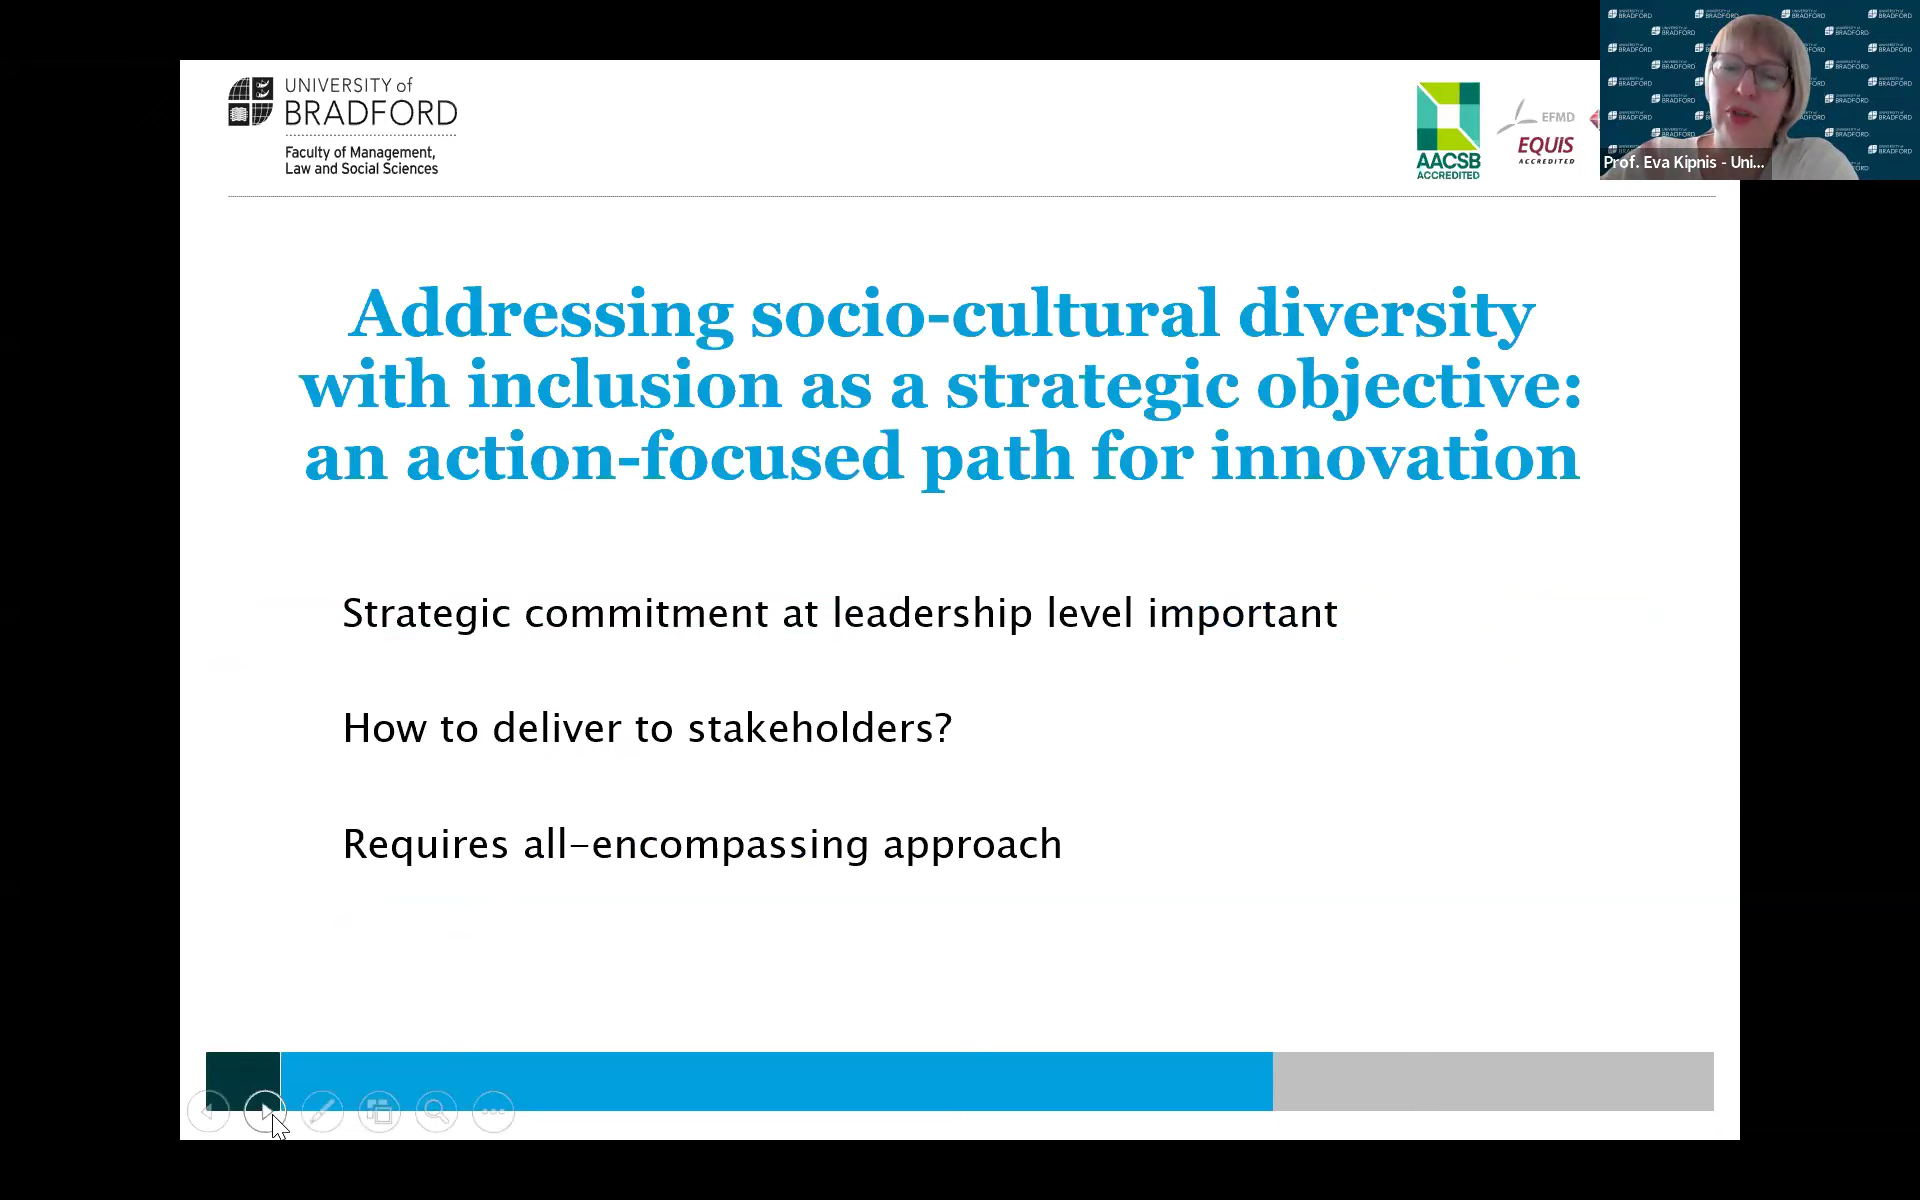 UNIVERSITY of
BRADFORD
Faculty of Management,
Law and Social Sciences
AACSB
ACCREDITED
EFMD
EQUIS
ACCREDITED
Prof. Eva Kipnis - Uni...
Addressing socio-cultural diversity
with inclusion as a strategic objective:
an action-focused path for innovation
Strategic commitment at leadership level important
How to deliver to stakeholders?
Requires all-encompassing approach